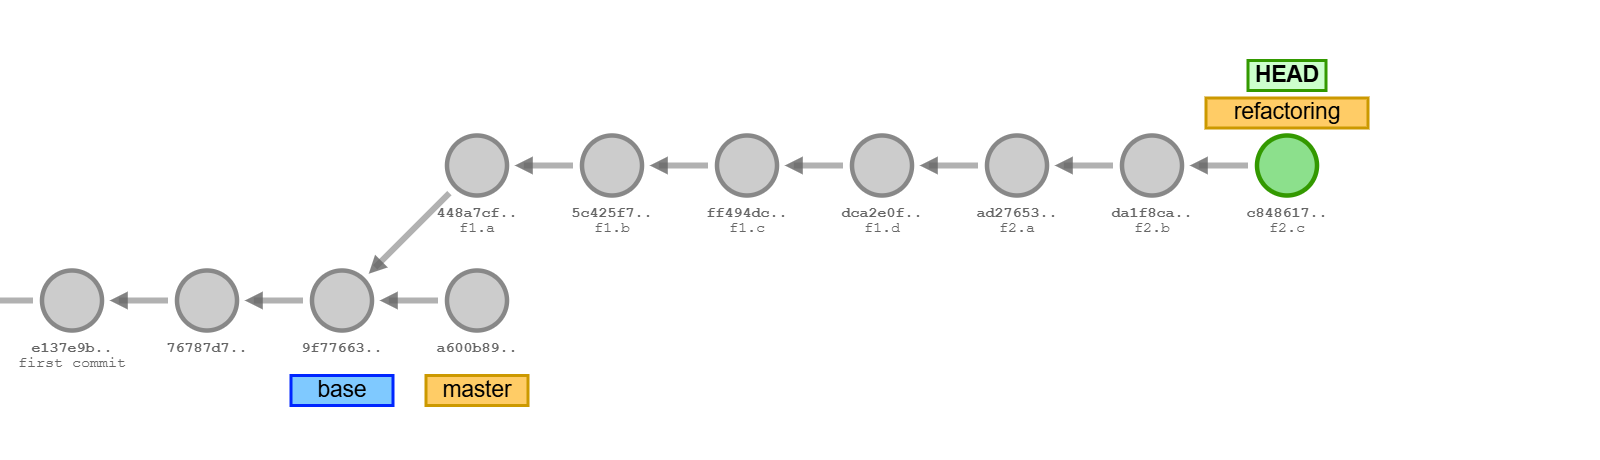 HEAD
refactoring
448a7cf..
f1.a
5c425f7..
f1.b
ff494dc..
f1.c
dca2e0f..
f1.d
ad27653..
f2.a
da1f8ca..
f2.b
c848617..
f2.c
e137e9b..
first commit
76787d7..
9f77663..
a600b89..
base
master